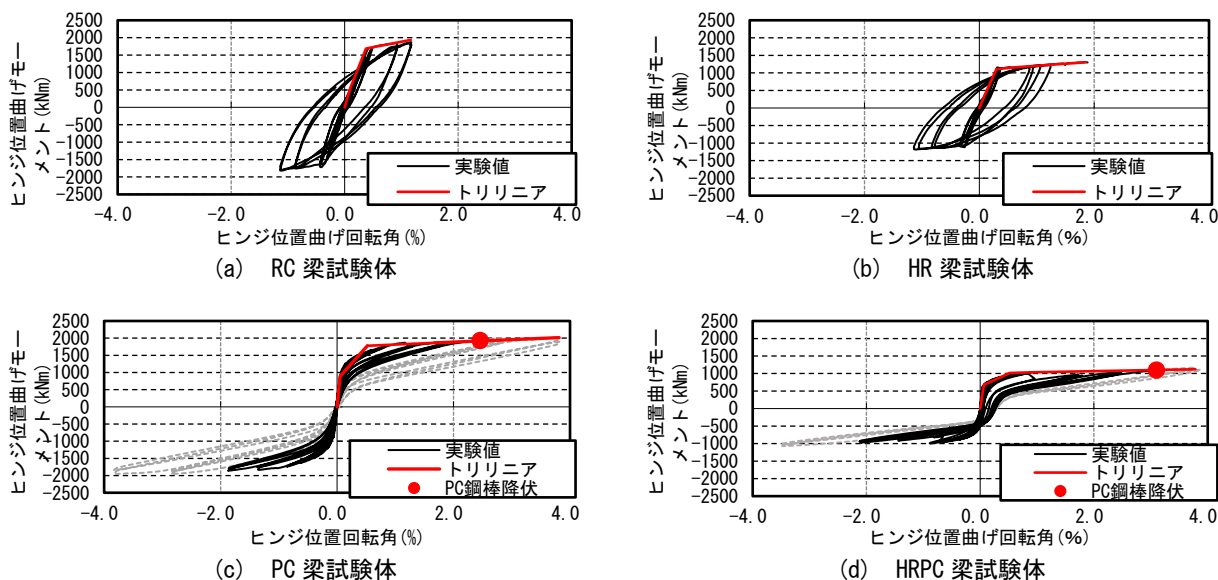 ヒンジ位置曲げモー
メント(kNm)
2500
2000
1500
1000
500
0
-500
-1000
-1500
-2000
-2500
実験値
トリリニア
-4.0
-2.0
0.0
2.0
4.0
ヒンジ位置曲げ回転角(%)
(a) RC 梁試験体
ヒンジ位置曲げモー
メント(kNm)
2500
2000
1500
1000
500
0
-500
-1000
-1500
-2000
-2500
実験値
トリリニア
-4.0
-2.0
0.0
2.0
4.0
ヒンジ位置曲げ回転角(%)
(b) HR 梁試験体
ヒンジ位置曲げモー
メント(kNm)
2500
2000
1500
1000
500
0
-500
-1000
-1500
-2000
-2500
実験値
トリリニア
PC鋼棒降伏
-4.0
-2.0
0.0
2.0
4.0
ヒンジ位置回転角(%)
(c) PC 梁試験体
ヒンジ位置曲げモー
メント(kNm)
2500
2000
1500
1000
500
0
-500
-1000
-1500
-2000
-2500
実験値
トリリニア
PC鋼棒降伏
-4.0
-2.0
0.0
2.0
4.0
ヒンジ位置曲げ回転角(%)
(d) HRPC 梁試験体